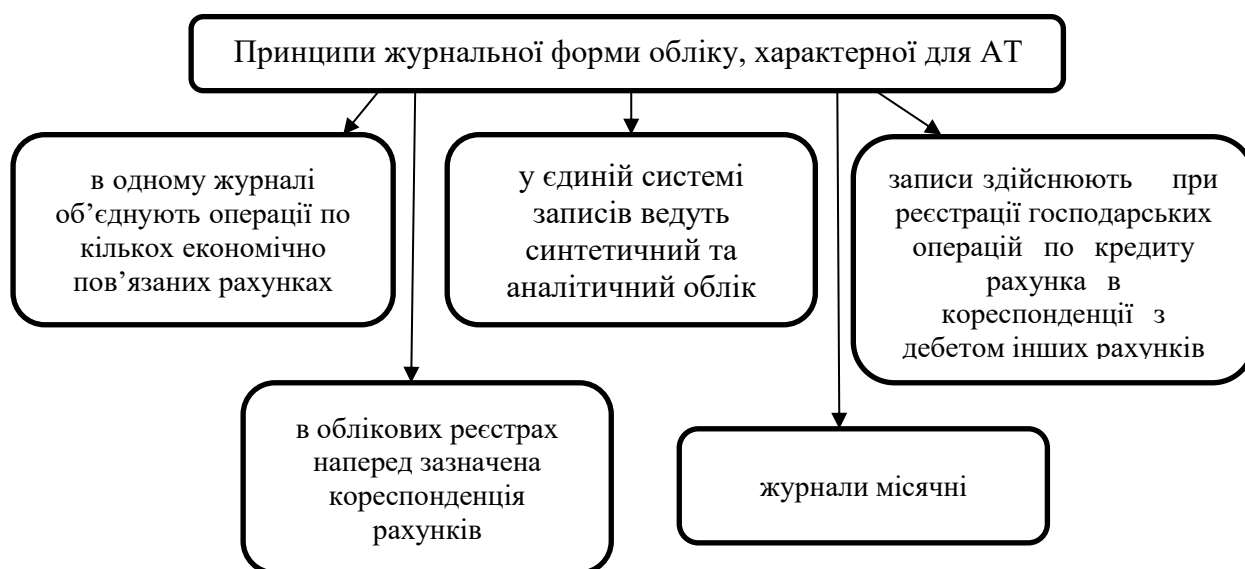 Принципи журнальної форми обліку, характерної для АТ
в одному журналі
об’єднують операції по
кількох економічно
пов’язаних рахунках
у єдиній системі
записів ведуть
синтетичний та
аналітичний облік
записи здійснюють при
реєстрації господарських
операцій по кредиту
рахунка в
кореспонденції з
дебетом інших рахунків
в облікових реєстрах
наперед зазначена
кореспонденція
рахунків
журнали місячні